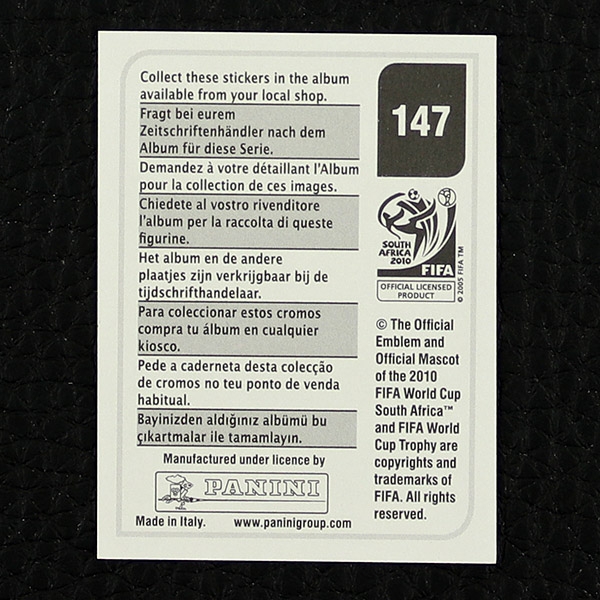 Collect these stickers in the album
available from your local shop.
Fragt bei eurem
Zeitschriftenhändler nach dem
Album für diese Serie.
Demandez à votre détaillant l'Album
pour la collection de ces images.
Chiedete al vostro rivenditore
l'album per la raccolta di queste
figurine.
Het album en de andere
plaatjes zijn verkrijgbaar bij de
tijdschrifthandelaar.
Para coleccionar estos cromos
compra tu álbum en cualquier
kiosco.
Pede a caderneta desta colecção
de cromos no teu ponto de venda
habitual.
Bayinizden aldığınız albümü bu
çıkartmalar ile tamamlayın.
Manufactured under licence by
PANINI
Made in Italy. www.paninigroup.com
147
SOUTH
AFRICA
2010
FIFA
OFFICIAL LICENSED
PRODUCT
© 2005 FIFA TM
© The Official
Emblem and
Official Mascot
of the 2010
FIFA World Cup
South Africa™
and FIFA World
Cup Trophy are
copyrights and
trademarks of
FIFA. All rights
reserved.